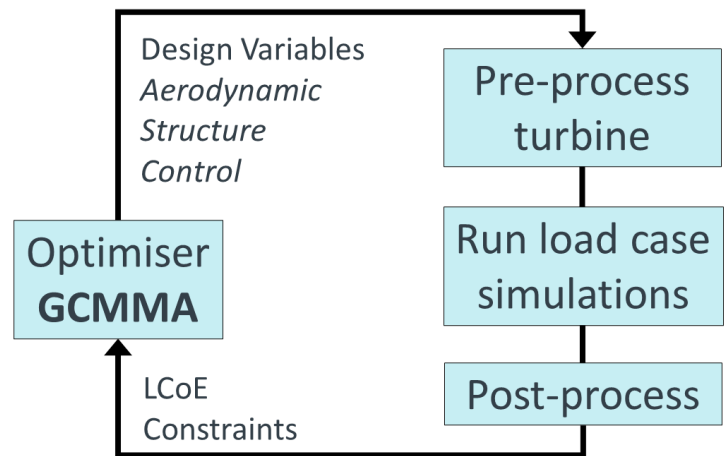 Design Variables
Aerodynamic
Structure
Control
Pre-process
turbine
Optimiser
GCMMA
Run load case
simulations
LCoE
Constraints
Post-process